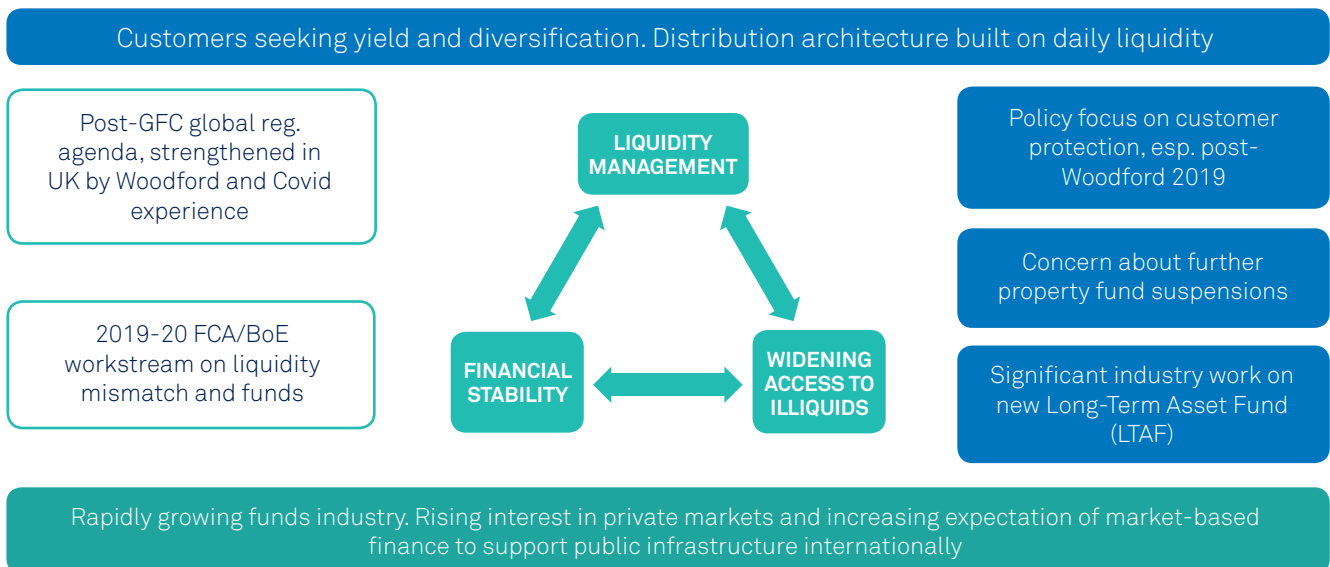 Customers seeking yield and diversification. Distribution architecture built on daily liquidity
Post-GFC global reg.
agenda, strengthened in
UK by Woodford and Covid
experience
2019-20 FCA/BoE
workstream on liquidity
mismatch and funds
LIQUIDITY
MANAGEMENT
FINANCIAL
STABILITY
WIDENING
ACCESS TO
ILLIQUIDS
Policy focus on customer
protection, esp. post-
Woodford 2019
Concern about further
property fund suspensions
Significant industry work on
new Long-Term Asset Fund
(LTAF)
Rapidly growing funds industry. Rising interest in private markets and increasing expectation of market-based
finance to support public infrastructure internationally